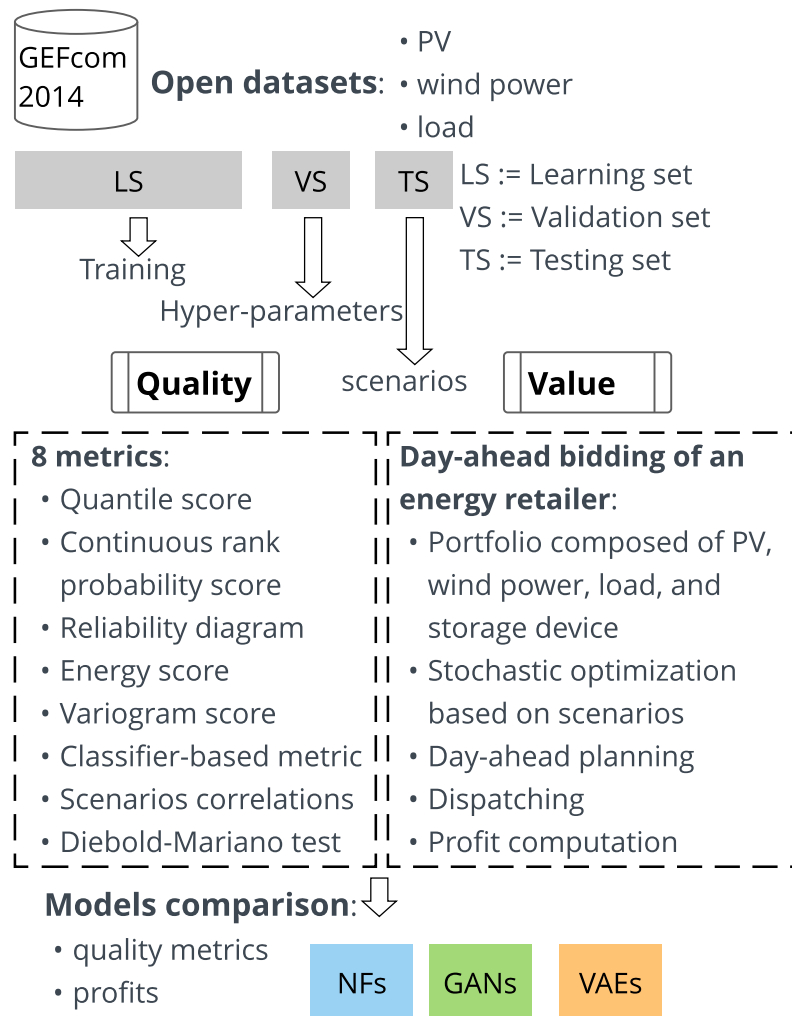 GEFcom
2014
Open datasets:
• PV
• wind power
• load
LS
VS
TS
LS := Learning set
VS := Validation set
TS := Testing set
Training
Hyper-parameters
scenarios
Quality
Value
8 metrics:
• Quantile score
• Continuous rank
probability score
• Reliability diagram
• Energy score
• Variogram score
• Classifier-based metric
• Scenarios correlations
• Diebold-Mariano test
Day-ahead bidding of an
energy retailer:
• Portfolio composed of PV,
wind power, load, and
storage device
• Stochastic optimization
based on scenarios
• Day-ahead planning
• Dispatching
• Profit computation
Models comparison:
• quality metrics
• profits
NFs
GANs
VAEs